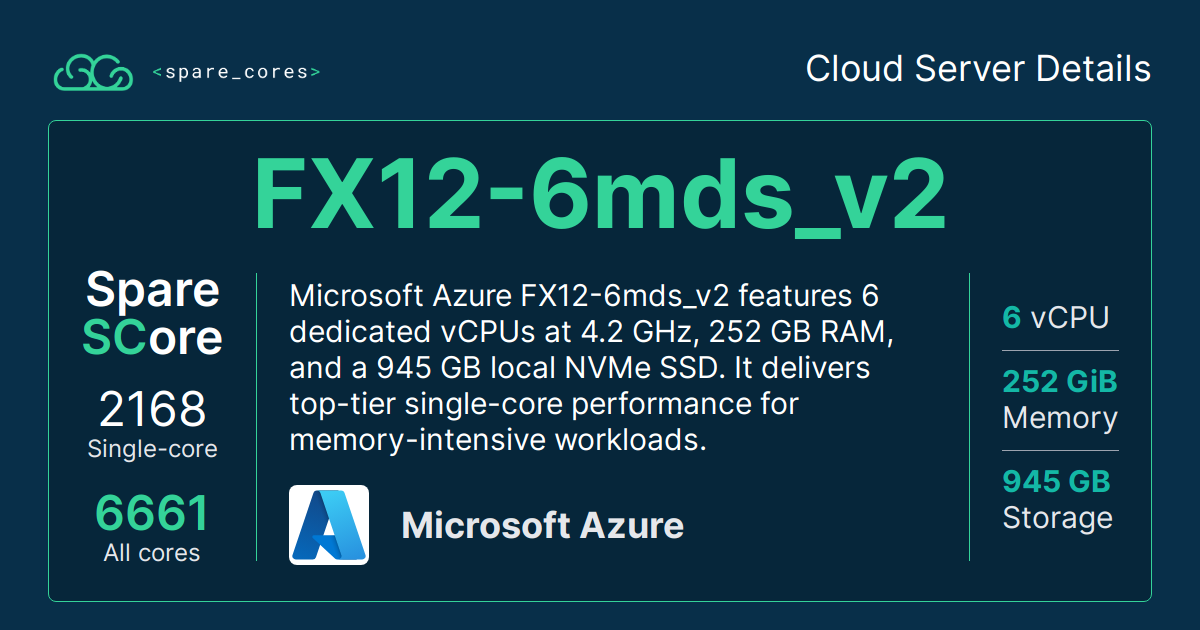 <spare_cores>
Cloud Server Details
FX12-6mds_v2
Spare
SCore
2168
Single-core
6661
All cores
Microsoft Azure FX12-6mds_v2 features 6
dedicated vCPUs at 4.2 GHz, 252 GB RAM,
and a 945 GB local NVMe SSD. It delivers
top-tier single-core performance for
memory-intensive workloads.
Microsoft Azure
6 vCPU
252 GiB
Memory
945 GB
Storage